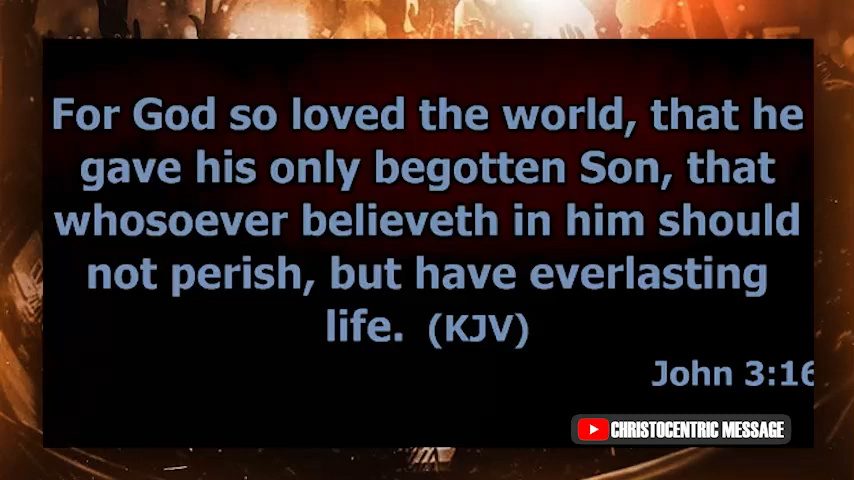 For God so loved the world, that he
gave his only begotten Son, that
whosoever believeth in him should
not perish, but have everlasting
life. (KJV)
John 3:16
CHRISTOCENTRIC MESSAGE